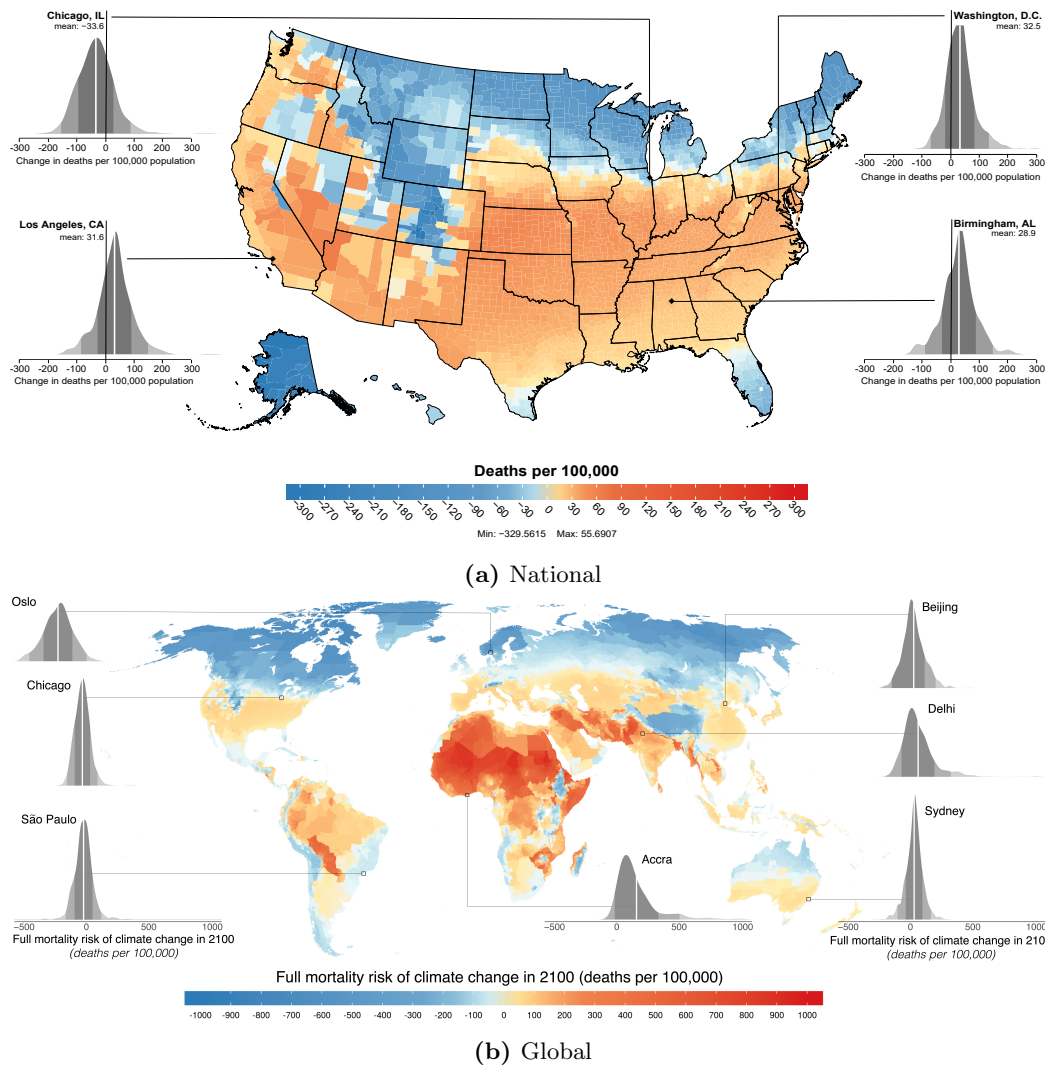 Chicago, IL
mean: −33.6
-300 -200 -100 0 100 200 300
Change in deaths per 100,000 population
Washington, D.C.
mean: 32.5
-300 -200 -100 0 100 200 300
Change in deaths per 100,000 population
Los Angeles, CA
mean: 31.6
-300 -200 -100 0 100 200 300
Change in deaths per 100,000 population
Birmingham, AL
mean: 28.9
-300 -200 -100 0 100 200 300
Change in deaths per 100,000 population
Deaths per 100,000
−300 −270 −240 −210 −180 −150 −120 −90 −60 −30 0 30 60 90 120 150 180 210 240 270 300
Min: −329.5615 Max: 55.6907
(a) National
Oslo
Beijing
Chicago
Delhi
São Paulo
Sydney
Accra
−500 0 500 1000
Full mortality risk of climate change in 2100
(deaths per 100,000)
−500 0 500 1000
−500 0 500 1000
Full mortality risk of climate change in 210
(deaths per 100,000)
Full mortality risk of climate change in 2100 (deaths per 100,000)
-1000 -900 -800 -700 -600 -500 -400 -300 -200 -100 0 100 200 300 400 500 600 700 800 900 1000
(b) Global